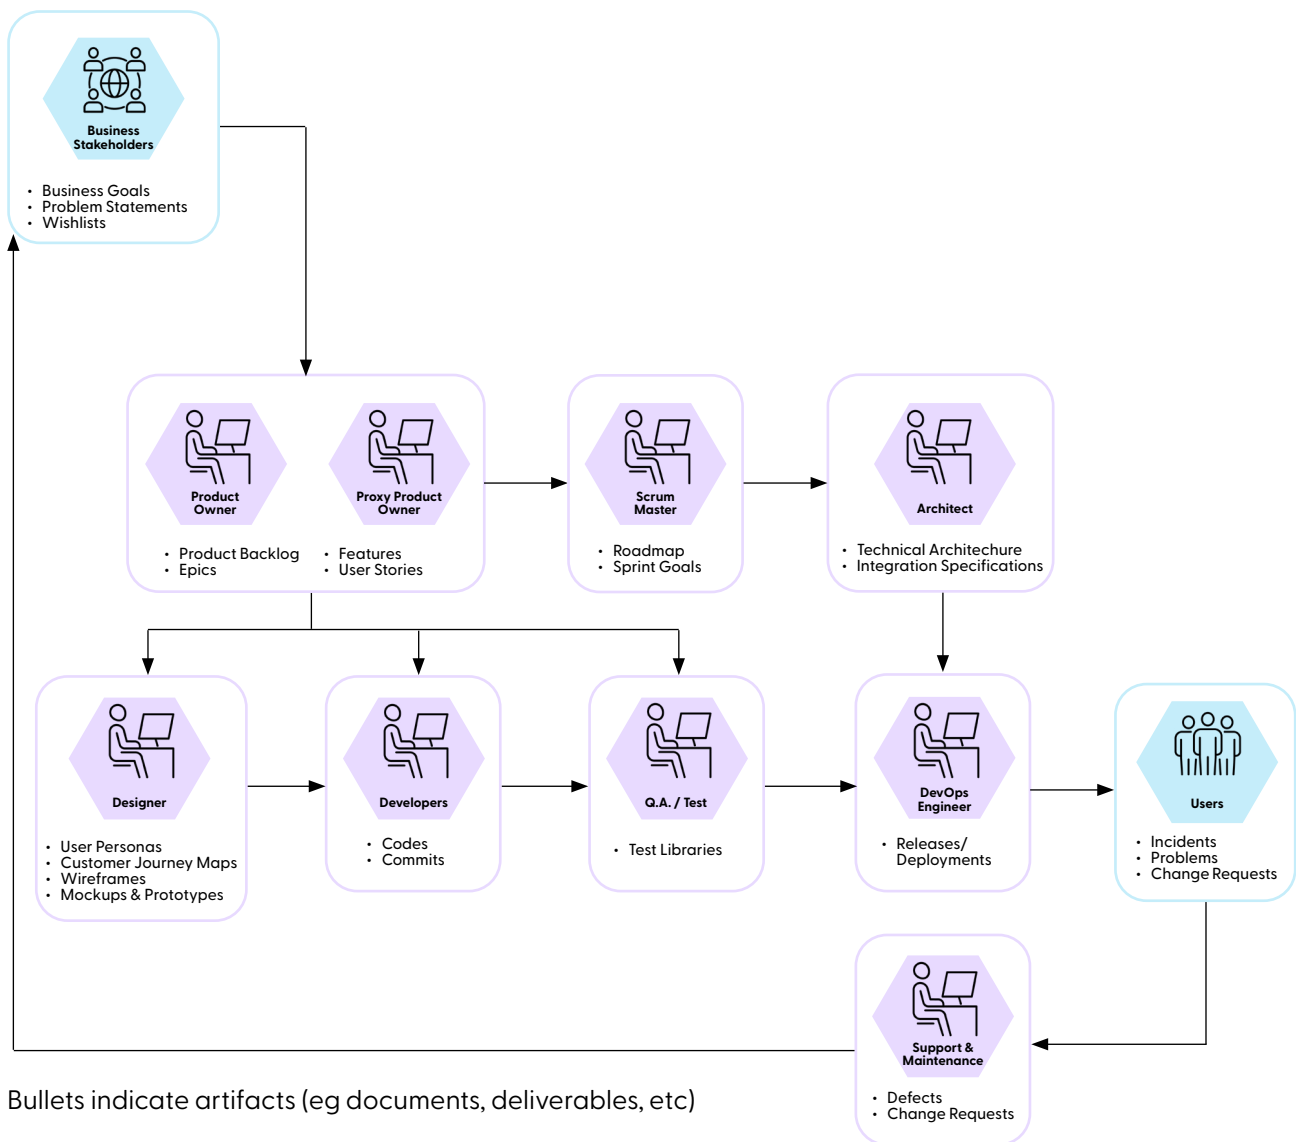 Business
Stakeholders
• Business Goals
• Problem Statements
• Wishlists
Product
Owner
• Product Backlog
• Epics
Proxy Product
Owner
• Features
• User Stories
Scrum
Master
• Roadmap
• Sprint Goals
Architect
• Technical Architechure
• Integration Specifications
Designer
• User Personas
• Customer Journey Maps
• Wireframes
• Mockups & Prototypes
Developers
• Codes
• Commits
Q.A. / Test
• Test Libraries
DevOps
Engineer
• Releases/
Deployments
Users
• Incidents
• Problems
• Change Requests
Support &
Maintenance
• Defects
• Change Requests
Bullets indicate artifacts (eg documents, deliverables, etc)